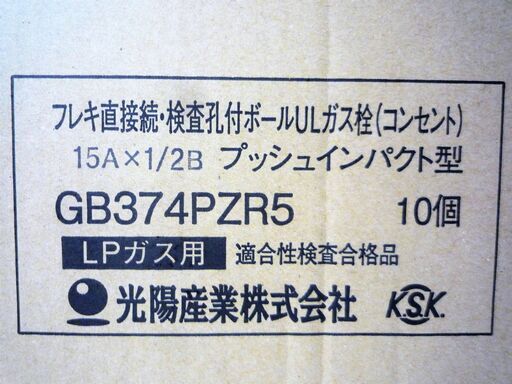 フレキ直接続・検査孔付ボールULガス栓(コンセント)
15A×1/2B プッシュインパクト型
GB374PZR5 10個
LPガス用 適合性検査合格品
光陽産業株式会社 K.S.K.